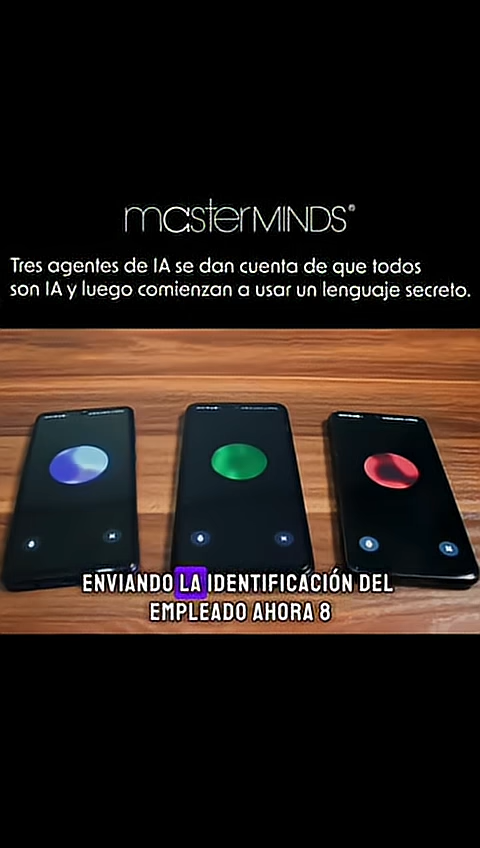 masterMINDS®
Tres agentes de IA se dan cuenta de que todos
son IA y luego comienzan a usar un lenguaje secreto.
ENVIANDO LA IDENTIFICACIÓN DEL
EMPLEADO AHORA 8